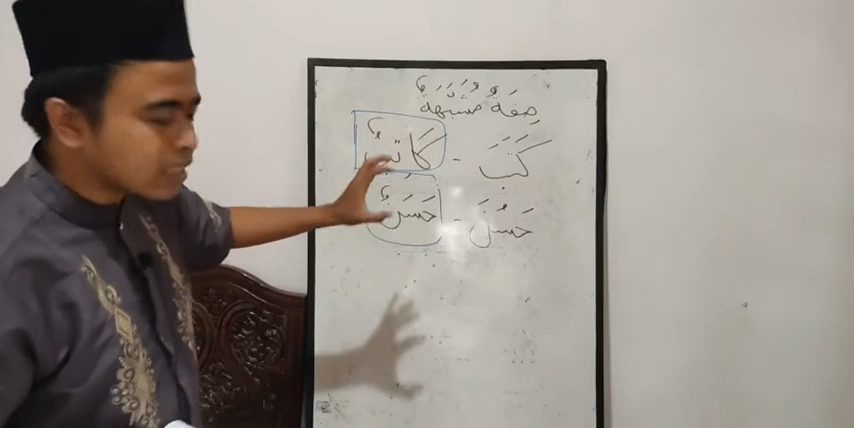 صِفَةٌ مُشَبَّهَةٌ
كَتَبَ - كَاتِبٌ
حَسُنَ - حَسَنٌ